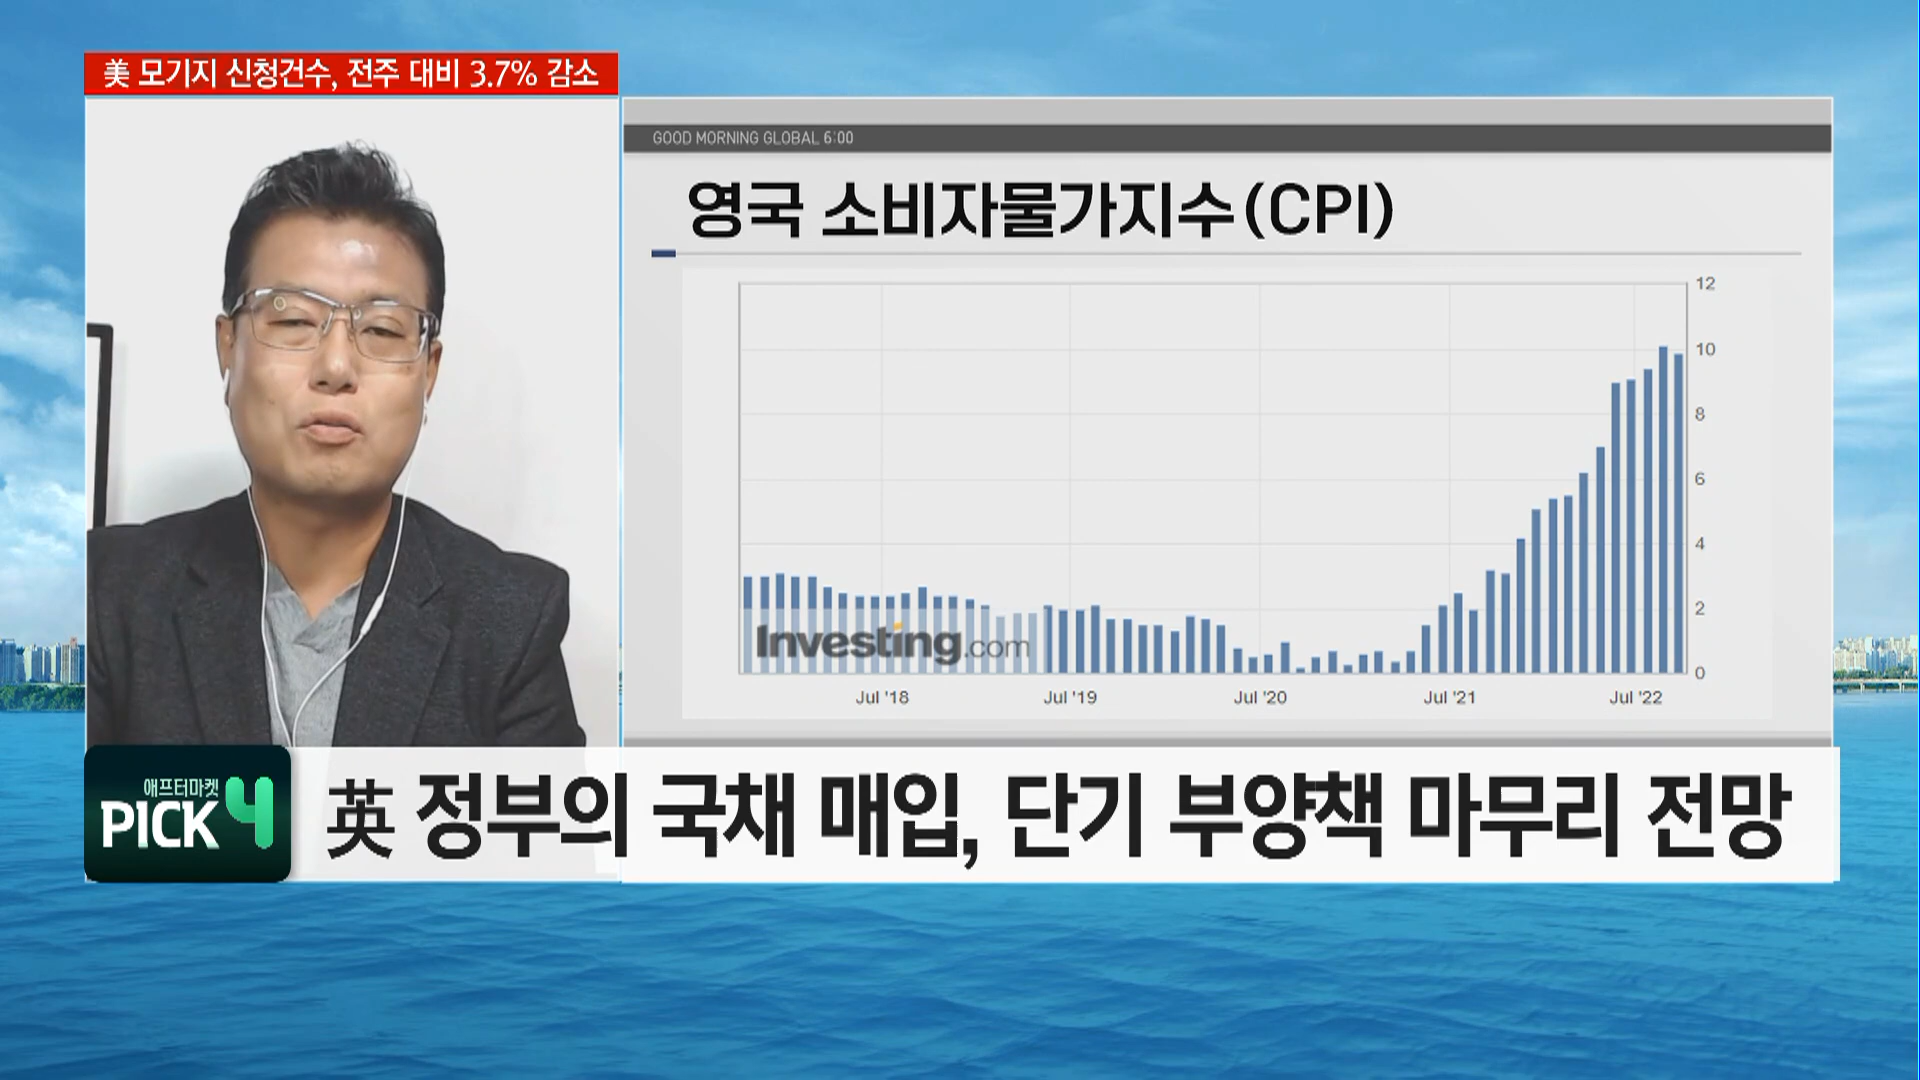 美 모기지 신청건수, 전주 대비 3.7% 감소
GOOD MORNING GLOBAL 6:00
영국 소비자물가지수(CPI)
12
10
8
6
4
2
0
Investing.com
Jul '18
Jul '19
Jul '20
Jul '21
Jul '22
애프터마켓
PICK 4
英 정부의 국채 매입, 단기 부양책 마무리 전망